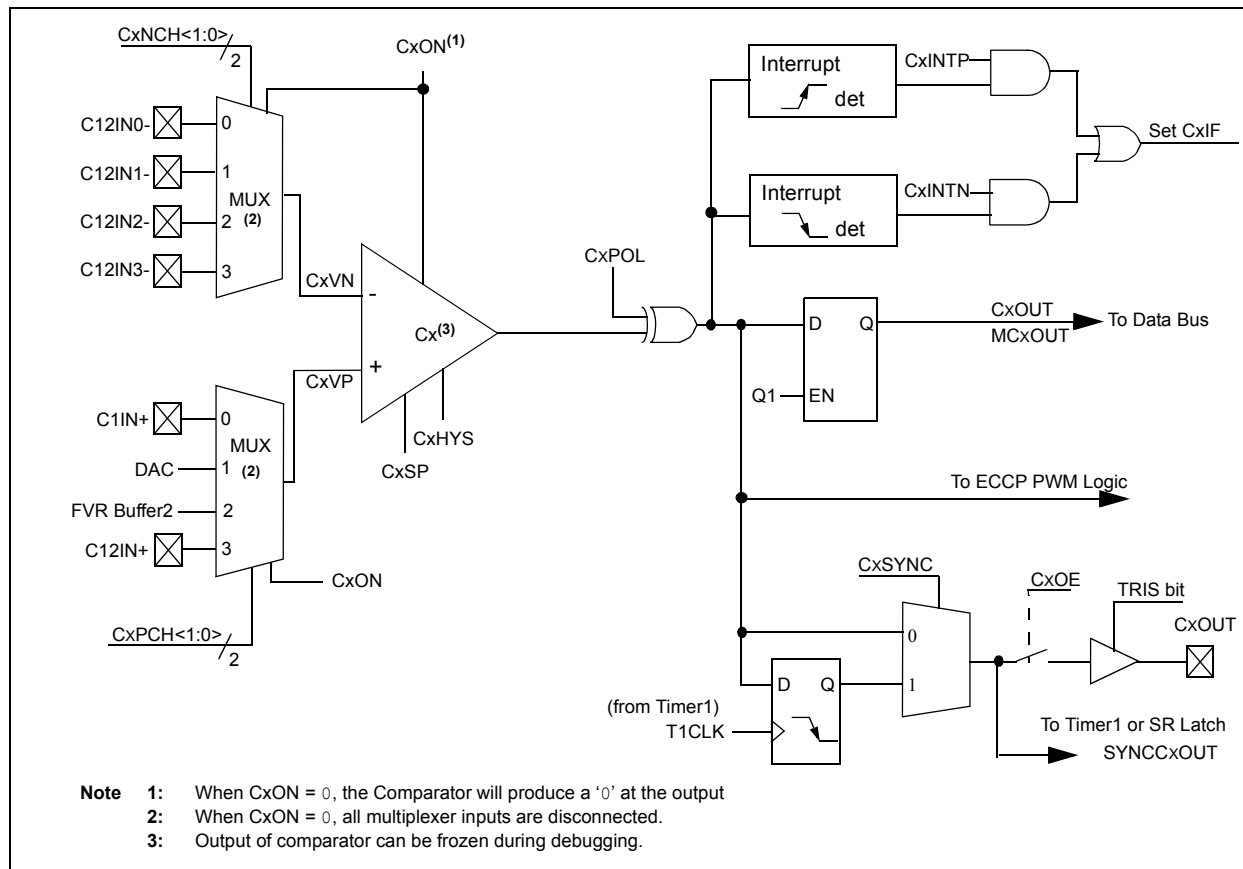 CxNCH<1:0>
2
CxON(1)
C12IN0-
C12IN1-
C12IN2-
C12IN3-
0
1
2
3
MUX
(2)
CxVN
-
Cx(3)
+
CxVP
CxHYS
CxSP
C1IN+
DAC
FVR Buffer2
C12IN+
0
1
2
3
MUX
(2)
CxON
CxPCH<1:0>
2
CxPOL
Interrupt
det
CxINTP
Interrupt
det
CxINTN
Set CxIF
D Q
Q1
EN
CxOUT
MCxOUT
To Data Bus
To ECCP PWM Logic
CxSYNC
0
1
D Q
(from Timer1)
T1CLK
CxOE
TRIS bit
CxOUT
To Timer1 or SR Latch
SYNCCxOUT
Note 1: When CxON = 0, the Comparator will produce a ‘0’ at the output
2: When CxON = 0, all multiplexer inputs are disconnected.
3: Output of comparator can be frozen during debugging.